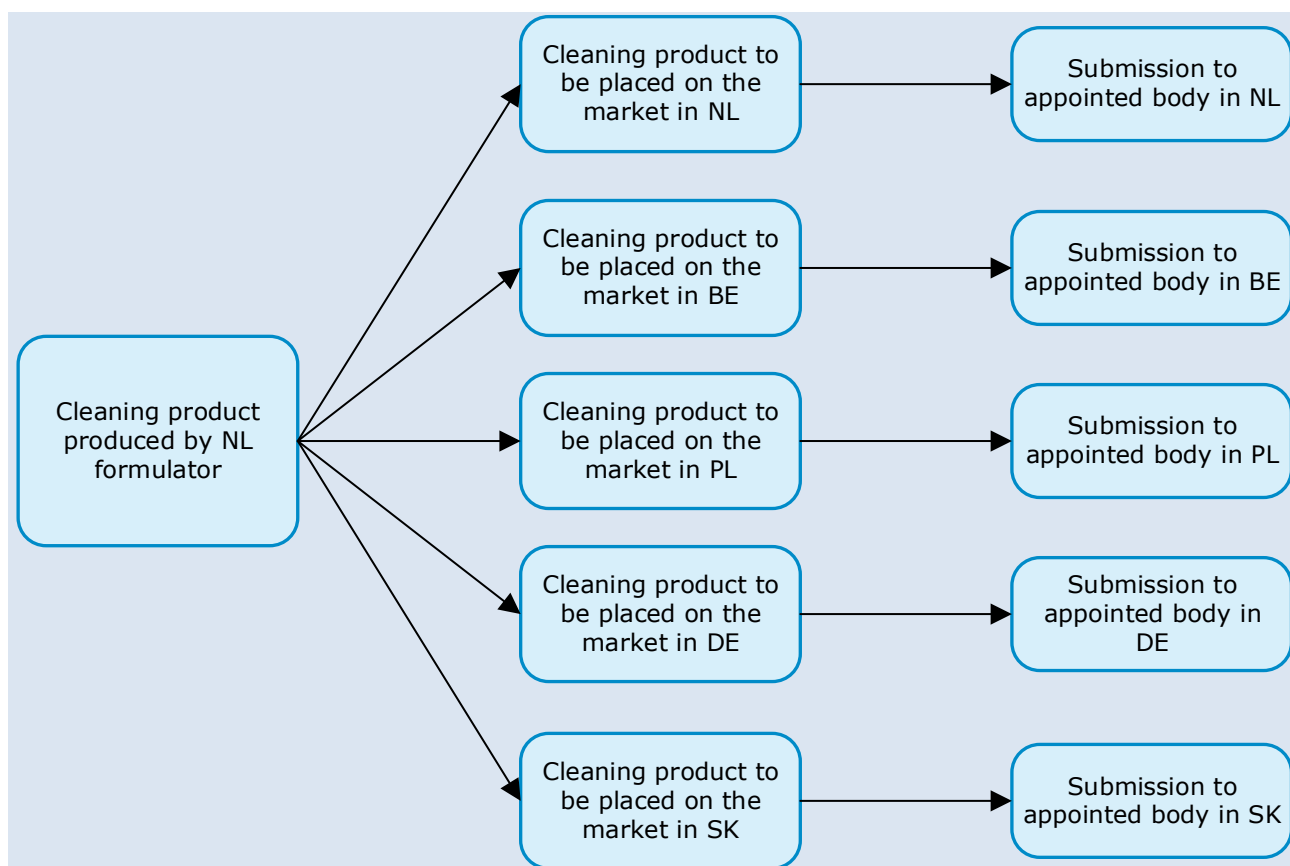 Cleaning product to
be placed on the
market in NL
Submission to
appointed body in NL
Cleaning product to
be placed on the
market in BE
Submission to
appointed body in BE
Cleaning product
produced by NL
formulator
Cleaning product to
be placed on the
market in PL
Submission to
appointed body in PL
Cleaning product to
be placed on the
market in DE
Submission to
appointed body in
DE
Cleaning product to
be placed on the
market in SK
Submission to
appointed body in SK